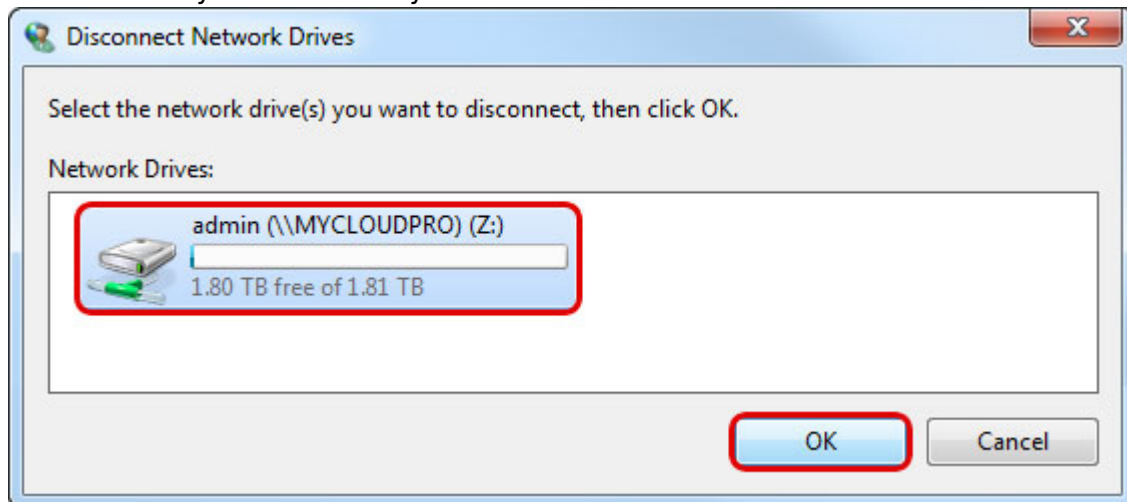 Disconnect Network Drives
Select the network drive(s) you want to disconnect, then click OK.
Network Drives:
admin (\\MYCLOUDPRO) (Z:)
1.80 TB free of 1.81 TB
OK
Cancel